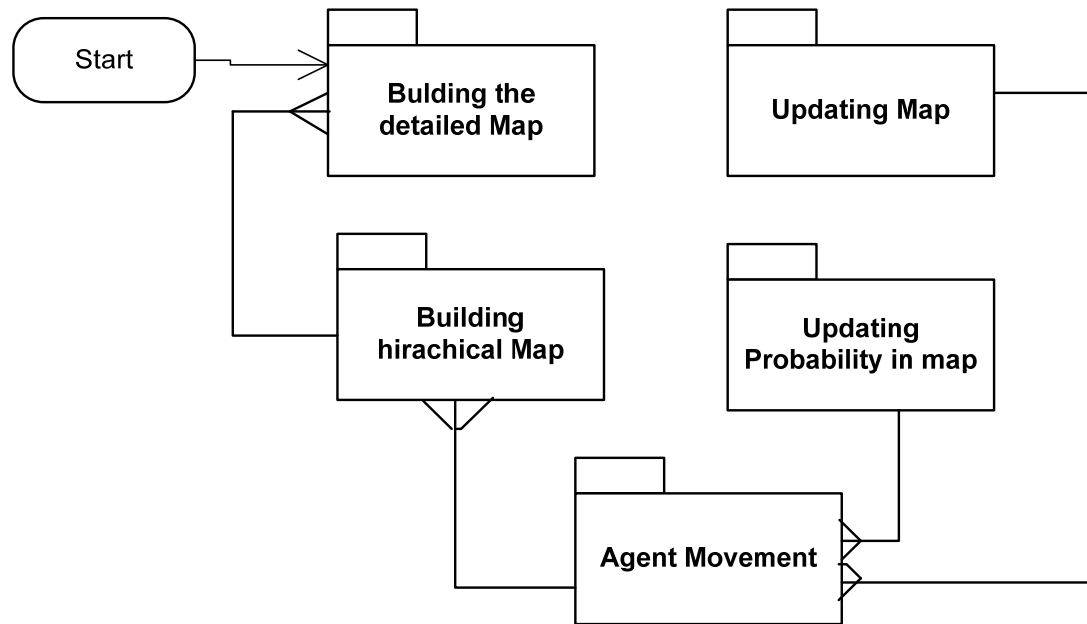 Start
Bulding the
detailed Map
Updating Map
Building
hirachical Map
Updating
Probability in map
Agent Movement